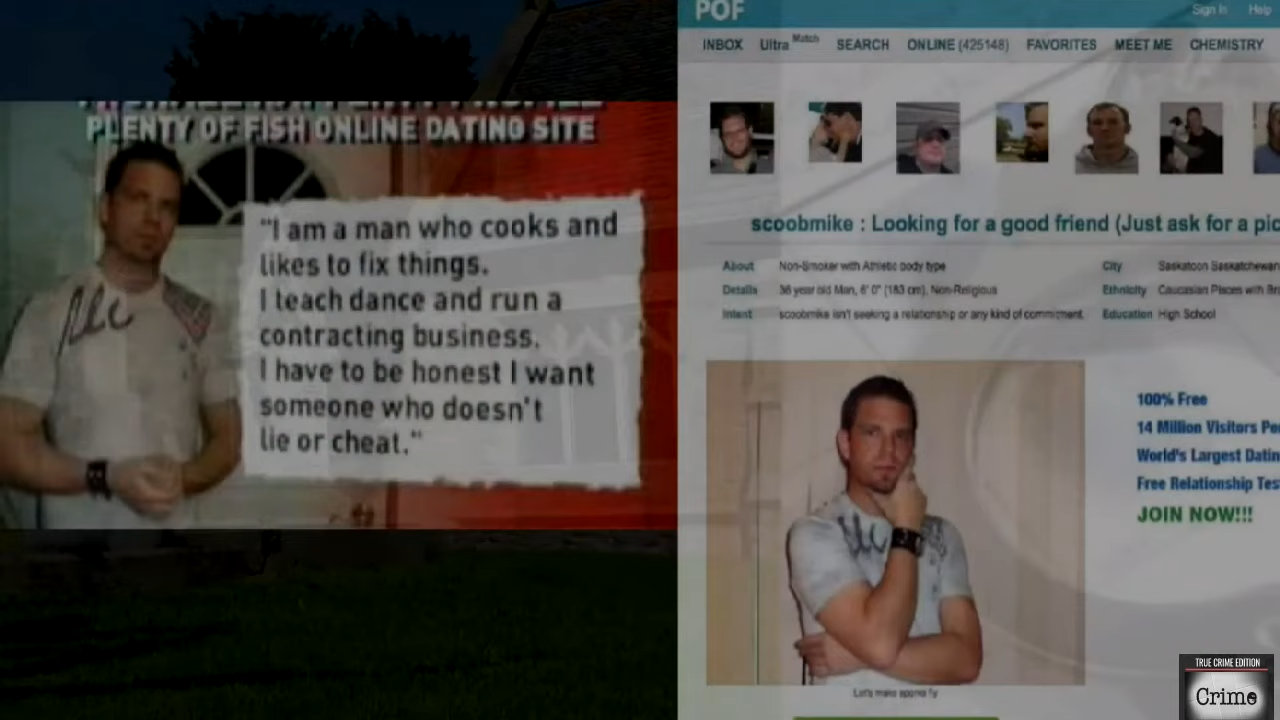 PLENTY OF FISH ONLINE DATING SITE
"I am a man who cooks and
likes to fix things.
I teach dance and run a
contracting business.
I have to be honest I want
someone who doesn't
lie or cheat."
POF
Sign In Help
INBOX Ultra Match SEARCH ONLINE (425148) FAVORITES MEET ME CHEMISTRY
scoobmike : Looking for a good friend (Just ask for a pic
About Non-Smoker with Athletic body type City Saskatoon Saskatchewan
Details 36 year old Man, 6' 0" (183 cm), Non-Religious Ethnicity Caucasian Pisces with
Intent scoobmike isn't seeking a relationship or any kind of commitment. Education High School
100% Free
14 Million Visitors
World's Largest
Free Relationship
JOIN NOW!!!
Let's make
TRUE CRIME EDITION
Crime